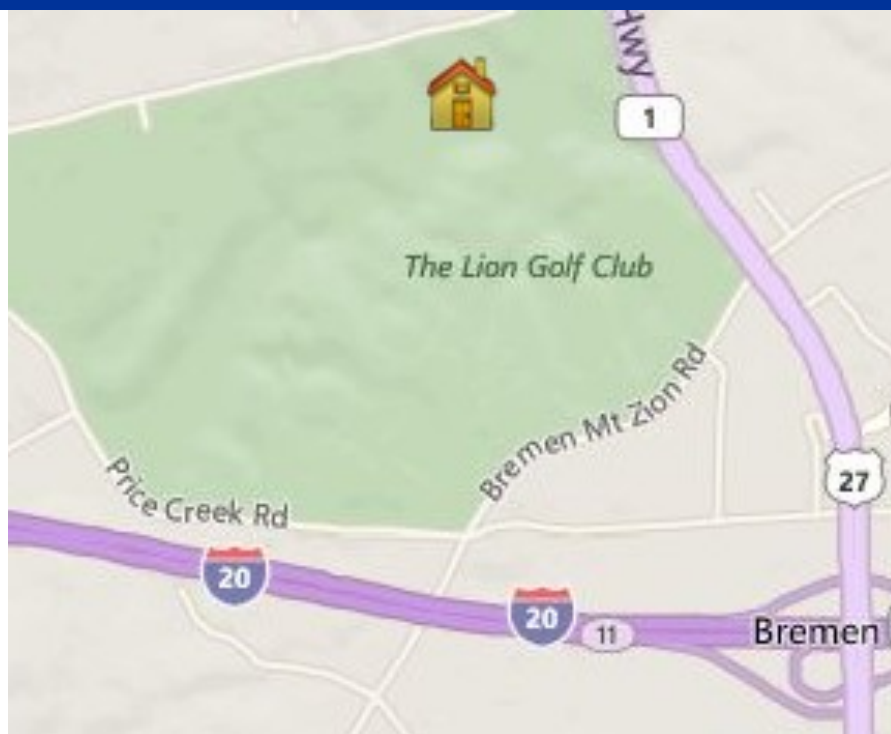 Hwy
1
The Lion Golf Club
Bremen Mt Zion Rd
27
Price Creek Rd
20
20
11
Bremen